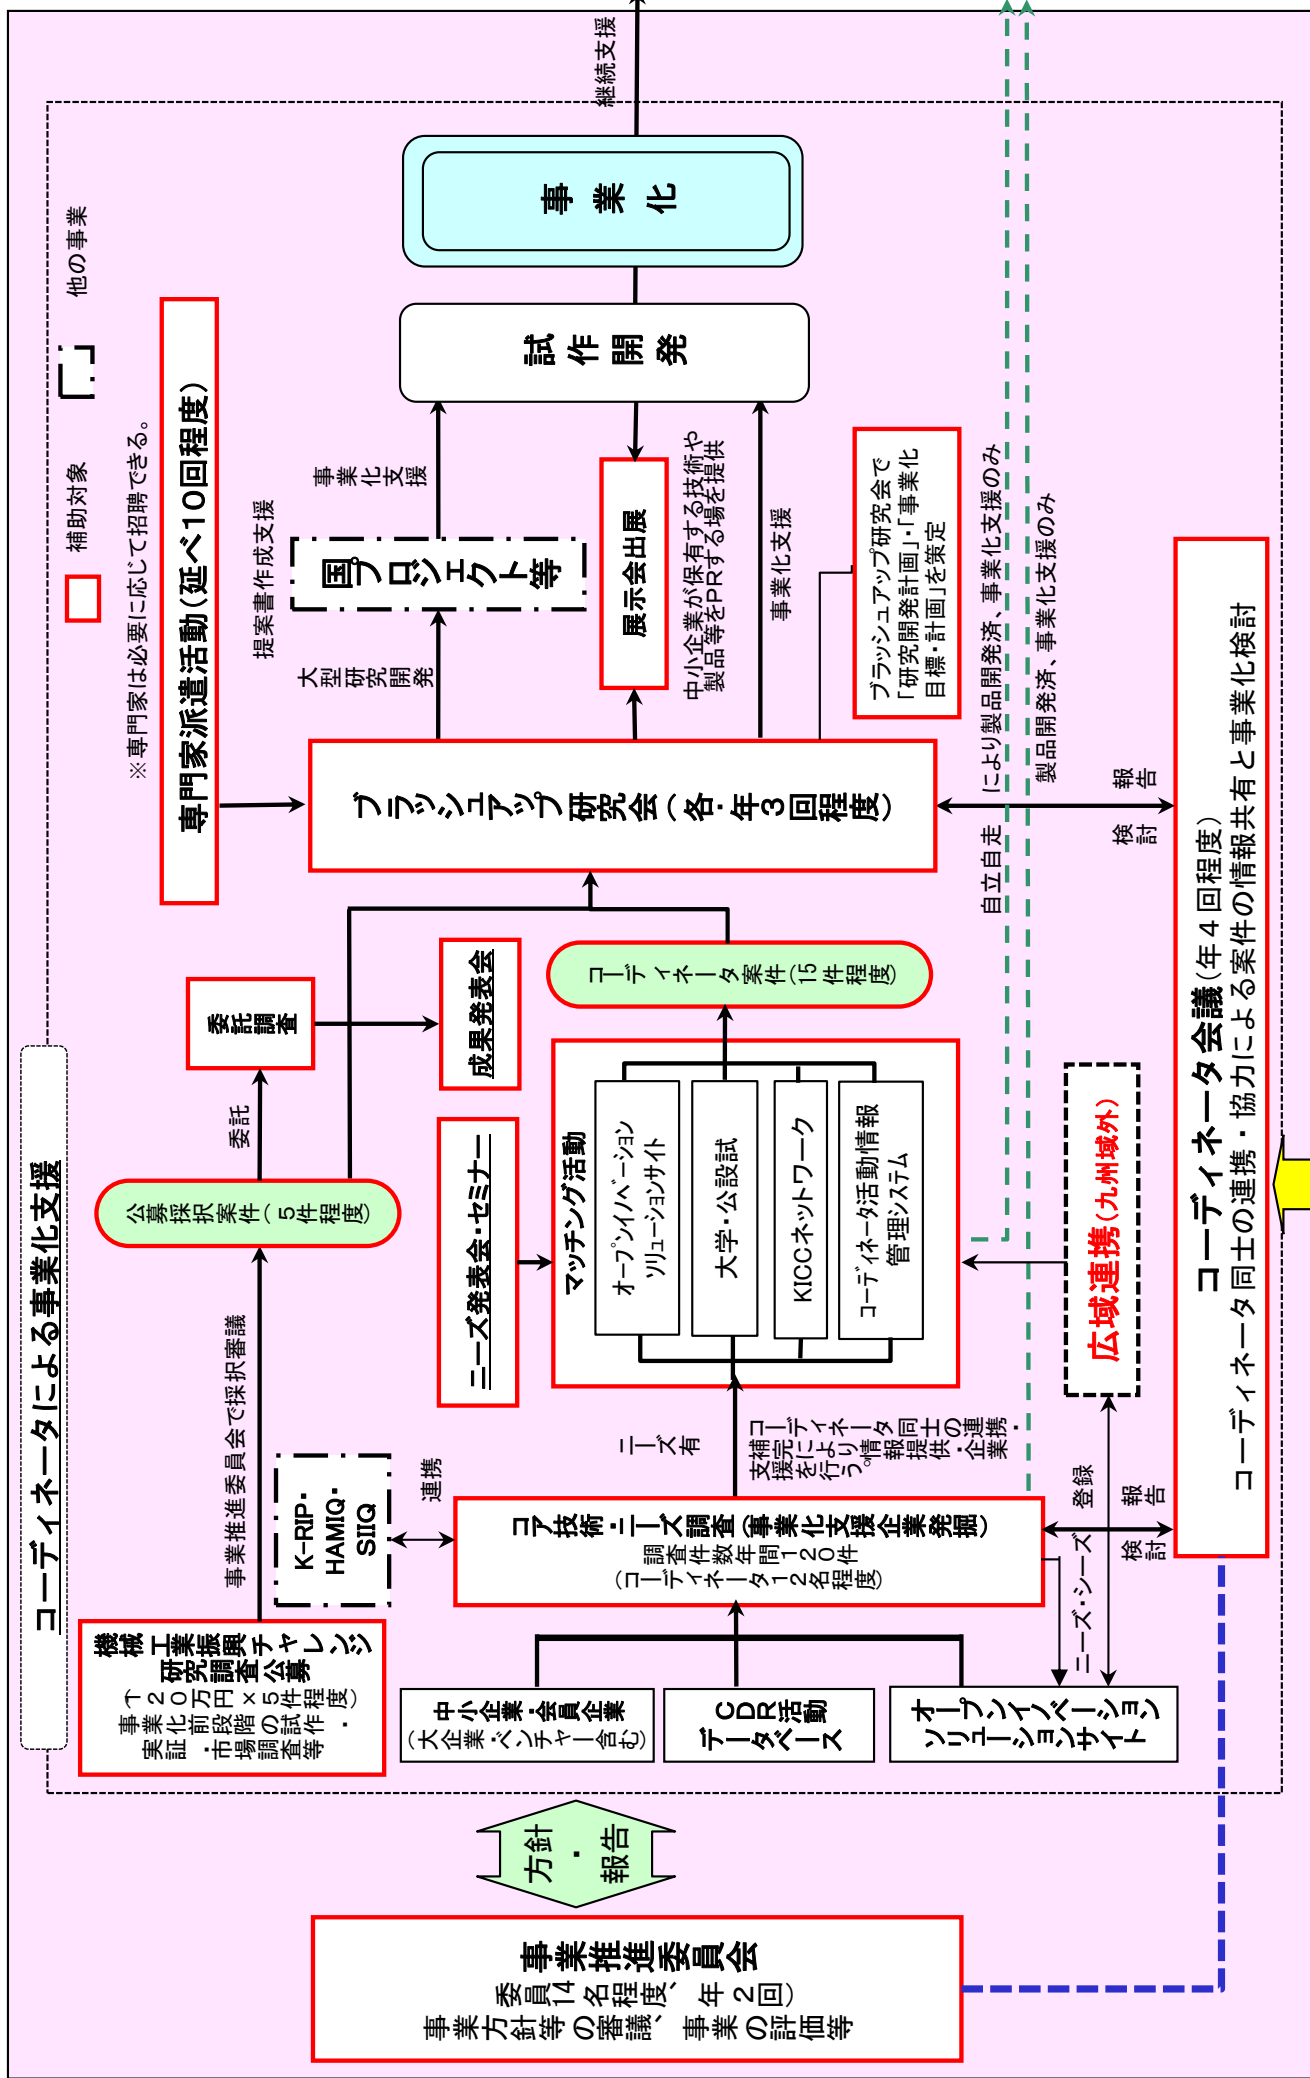 コーディネータによる事業化支援
補助対象
他の事業
事業推進委員会
委員14名程度、年2回)
事業方針等の審議、事業の評価等
方針
・
報告
機械工業振興チャレンジ
研究調査公募
(↑20万円×5件程度)
事業化前段階の試作・
実証・市場調査等
事業推進委員会で採択審議
公募採択案件(5件程度)
委託
委託調査
成果発表会
専門家派遣活動(延べ10回程度)
※専門家は必要に応じて招聘できる。
K-RIP・
HAMIQ・
SIIQ
連携
中小企業・会員企業
(大企業・ベンチャー含む)
CDR活動
データベース
オープンイノベーション
ソリューションサイト
コア技術・ニーズ調査(事業化支援企業発掘)
調査件数年間120件
(コーディネータ12名程度)
ニーズ有
コーディネータ同士の連携・
補完により情報提供・企業
支援を行う。
ニーズ発表会・セミナー
マッチング活動
オープンイノベーション
ソリューションサイト
大学・公設試
KICCネットワーク
コーディネータ活動情報
管理システム
コーディネータ案件(15件程度)
ブラッシュアップ研究会(各・年3回程度)
大型研究開発
提案書作成支援
国プロジェクト等
事業化支援
展示会出展
中小企業が保有する技術や
製品等をPRする場を提供
事業化支援
ブラッシュアップ研究会で
「研究開発計画」・「事業化
目標・計画」を策定
試作開発
事業化
継続支援
自立自走
により製品開発済、事業化支援のみ
製品開発済、事業化支援のみ
ニーズ・シーズ
登録
広域連携(九州域外)
検討
報告
検討
報告
コーディネータ会議(年4回程度)
コーディネータ同士の連携・協力による案件の情報共有と事業化検討